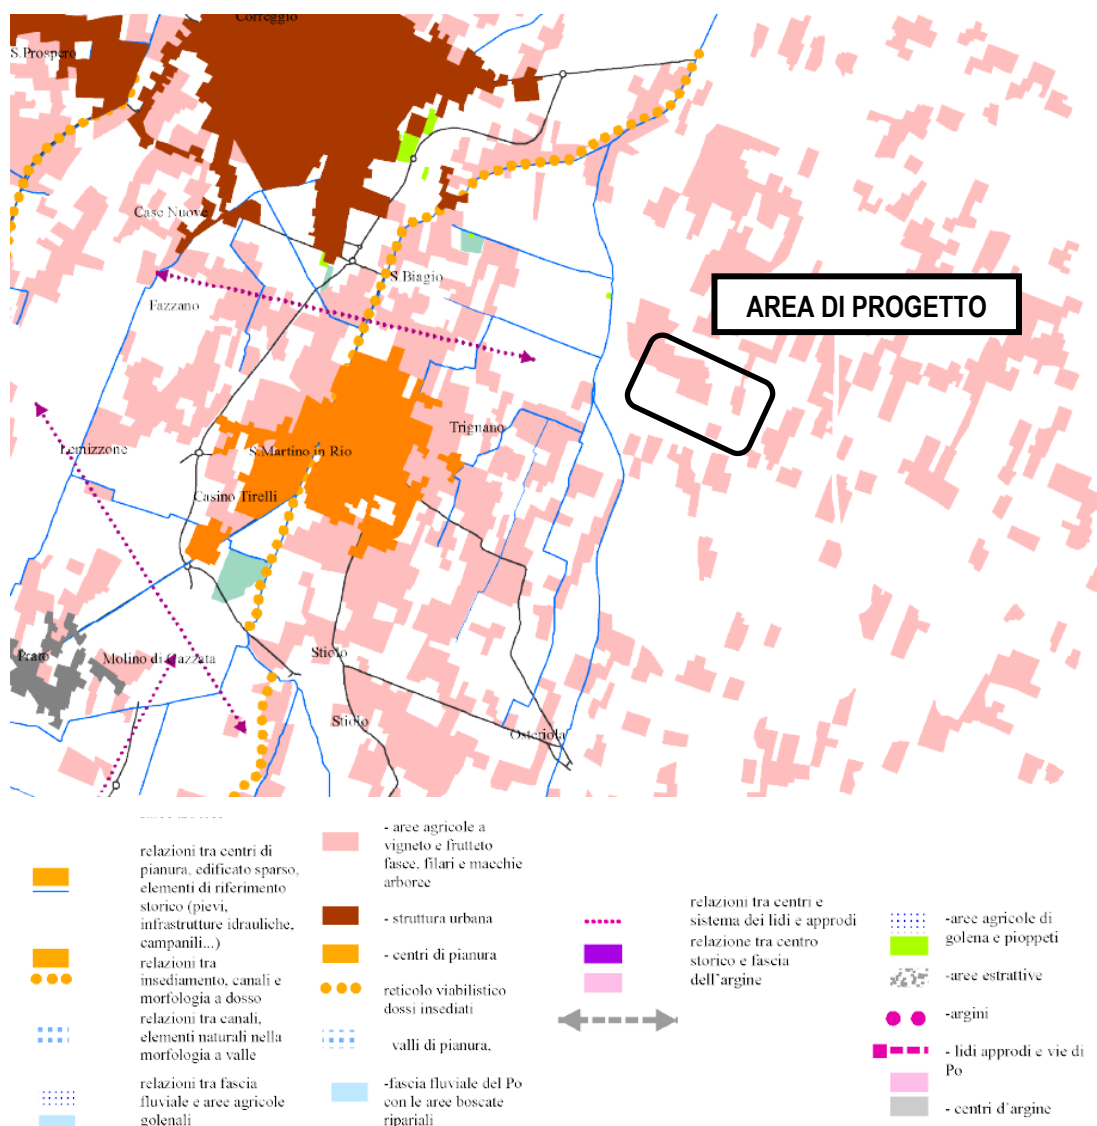 Correggio
S.Prospero
Case Nuove
S.Biagio
Fazzano
AREA DI PROGETTO
Trignano
Lemizzone
S.Martino in Rio
Casino Tirelli
Prato
Molino di Gazzata
Stiolo
Stiolo
Osteriola
relazioni tra centri di
pianura, edificato sparso,
elementi di riferimento
storico (pievi,
infrastrutture idrauliche,
campanili...)
relazioni tra
insediamento, canali e
morfologia a dosso
relazioni tra canali,
elementi naturali nella
morfologia a valle
relazioni tra fascia
fluviale e aree agricole
golenali
- aree agricole a
vigneto e frutteto
fasce, filari e macchie
arboree
- struttura urbana
- centri di pianura
reticolo viabilistico
dossi insediati
valli di pianura,
-fascia fluviale del Po
con le aree boscate
ripariali
relazioni tra centri e
sistema dei lidi e approdi
relazione tra centro
storico e fascia
dell'argine
-aree agricole di
golena e pioppeti
-aree estrattive
-argini
- lidi approdi e vie di
Po
- centri d'argine